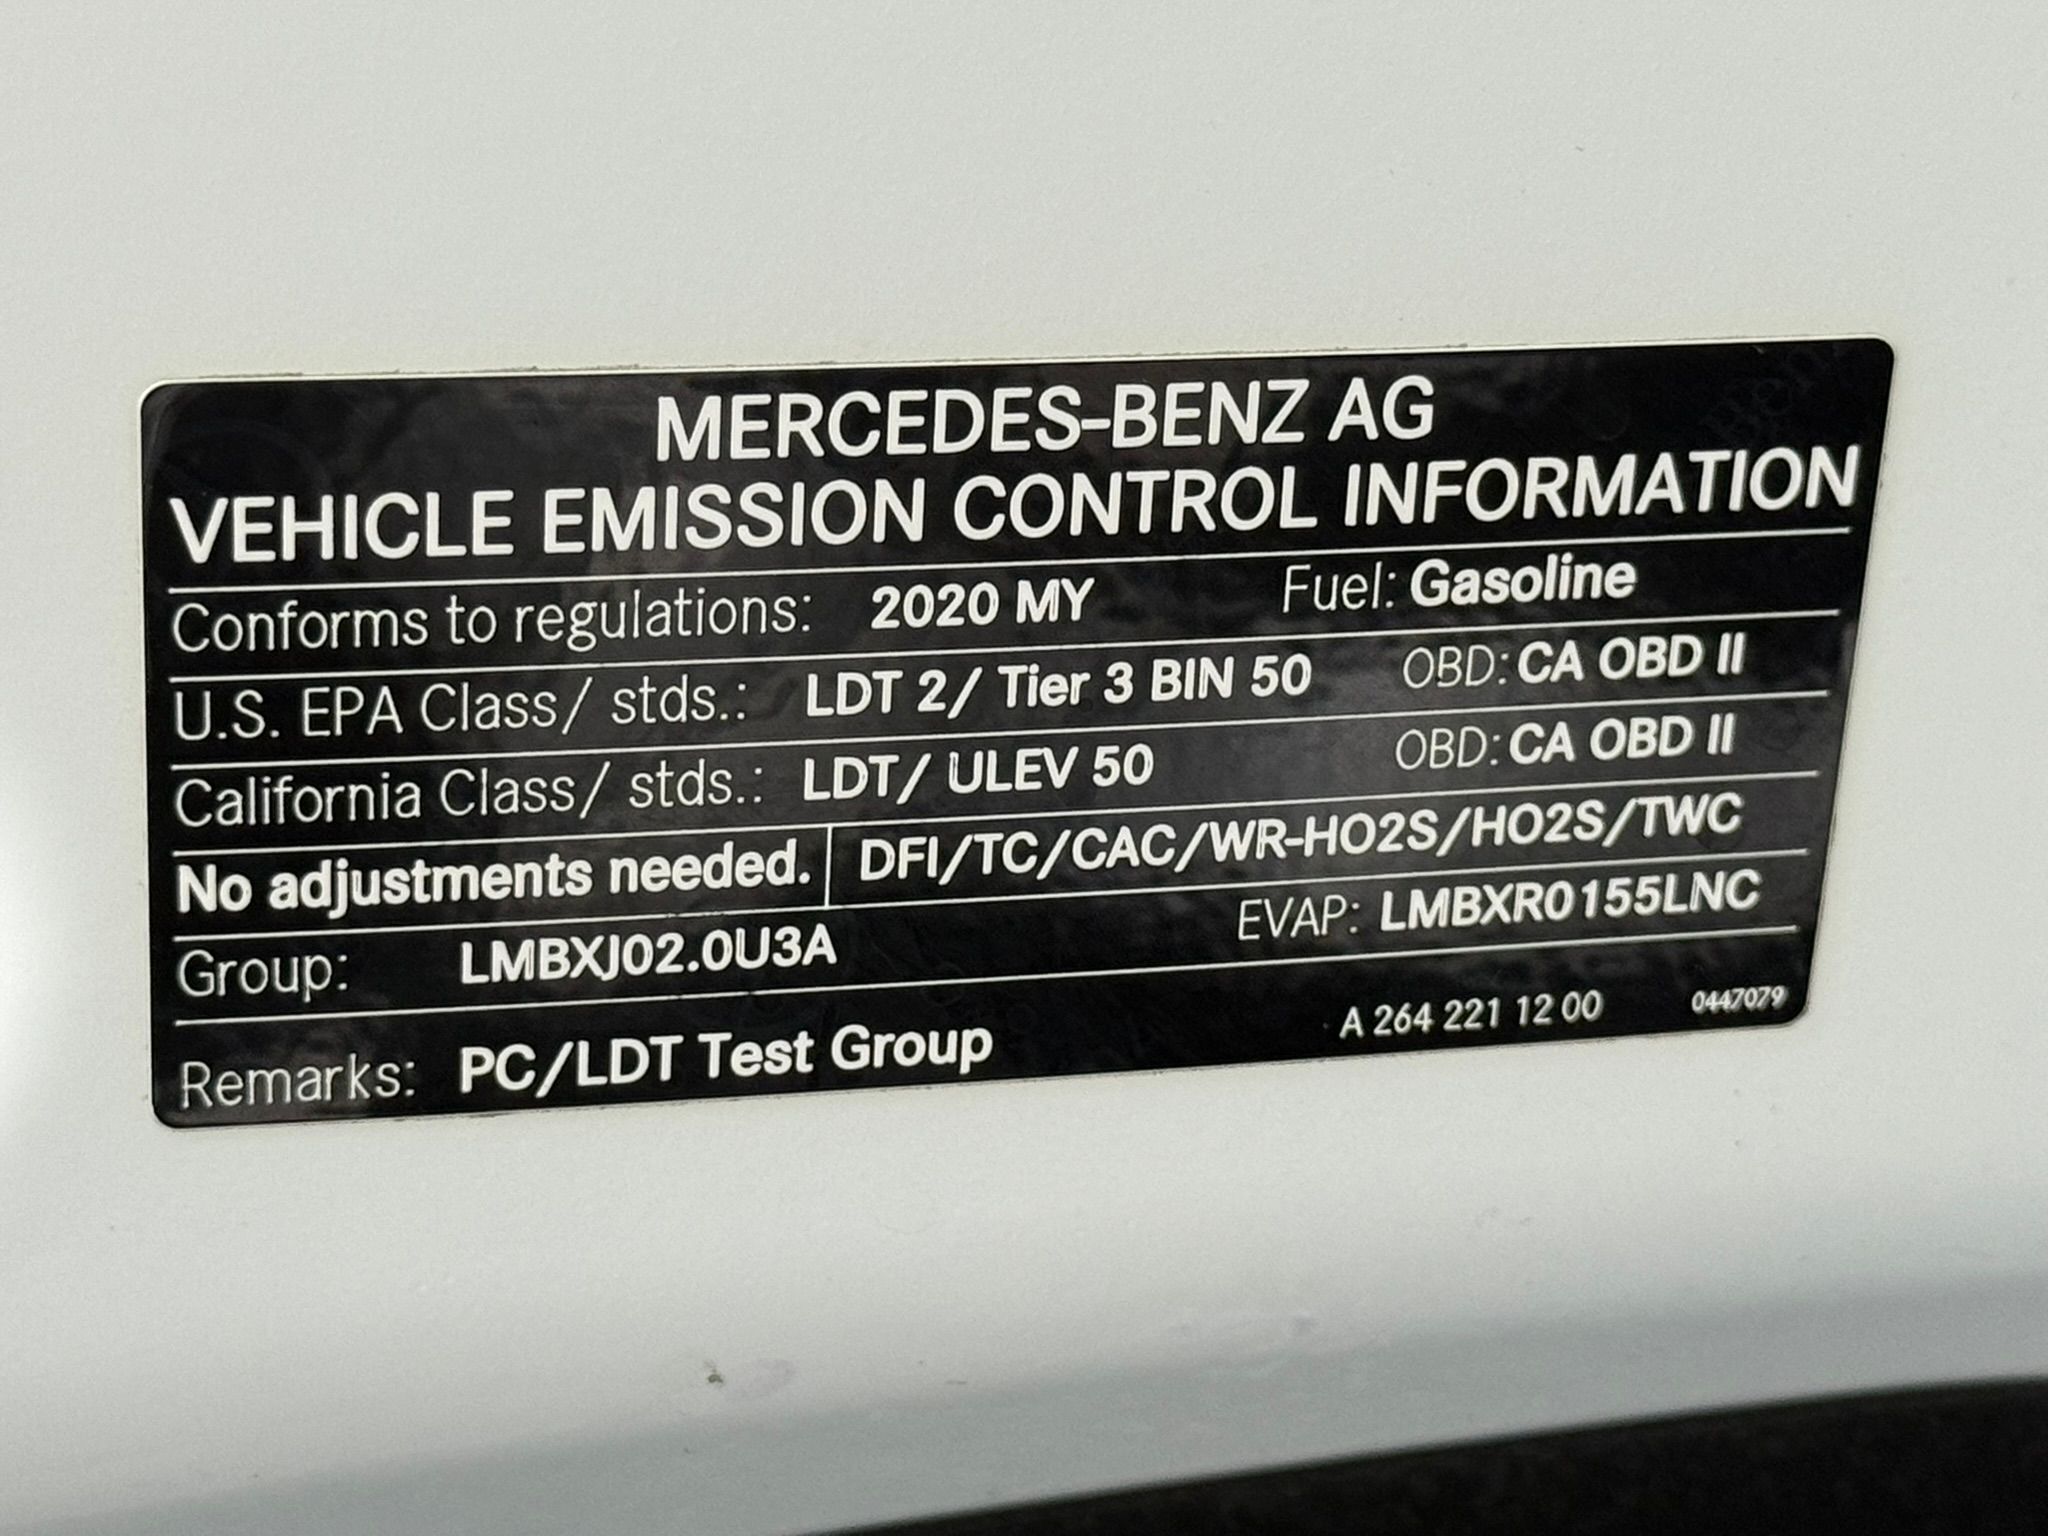 MERCEDES-BENZ AG
VEHICLE EMISSION CONTROL INFORMATION
Conforms to regulations: 2020 MY Fuel: Gasoline
U.S. EPA Class/ stds.: LDT 2/ Tier 3 BIN 50 OBD: CA OBD II
California Class/ stds.: LDT/ ULEV 50 OBD: CA OBD II
No adjustments needed. DFI/TC/CAC/WR-HO2S/HO2S/TWC
Group: LMBXJ02.0U3A EVAP: LMBXR0155LNC
Remarks: PC/LDT Test Group A 264 221 12 00 0447079